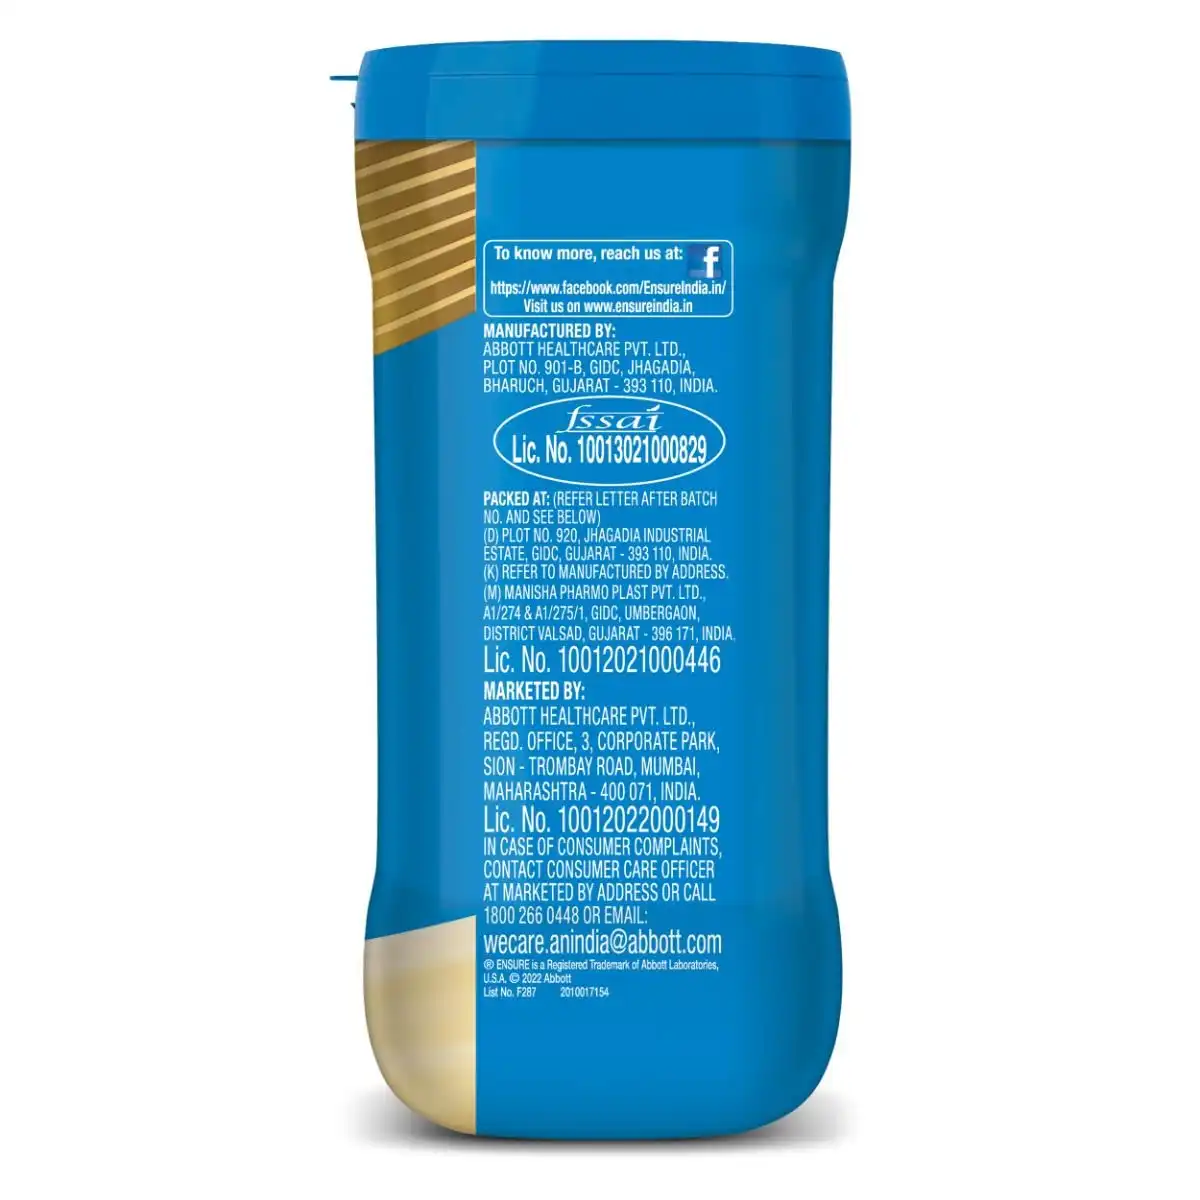 To know more, reach us at: f
https://www.facebook.com/EnsureIndia.in/
Visit us on www.ensureindia.in
MANUFACTURED BY:
ABBOTT HEALTHCARE PVT. LTD.,
PLOT NO. 901-B, GIDC, JHAGADIA,
BHARUCH, GUJARAT - 393 110, INDIA.
fssai
Lic. No. 10013021000829
PACKED AT: (REFER LETTER AFTER BATCH
NO. AND SEE BELOW)
(D) PLOT NO. 920, JHAGADIA INDUSTRIAL
ESTATE, GIDC, GUJARAT - 393 110, INDIA.
(K) REFER TO MANUFACTURED BY ADDRESS.
(M) MANISHA PHARMO PLAST PVT. LTD.,
A1/274 & A1/275/1, GIDC, UMBERGAON,
DISTRICT VALSAD, GUJARAT - 396 171, INDIA.
Lic. No. 10012021000446
MARKETED BY:
ABBOTT HEALTHCARE PVT. LTD.,
REGD. OFFICE, 3, CORPORATE PARK,
SION - TROMBAY ROAD, MUMBAI,
MAHARASHTRA - 400 071, INDIA.
Lic. No. 10012022000149
IN CASE OF CONSUMER COMPLAINTS,
CONTACT CONSUMER CARE OFFICER
AT MARKETED BY ADDRESS OR CALL
1800 266 0448 OR EMAIL:
wecare.anindia@abbott.com
® ENSURE is a Registered Trademark of Abbott Laboratories,
U.S.A. © 2022 Abbott
List No. F287 2010017154